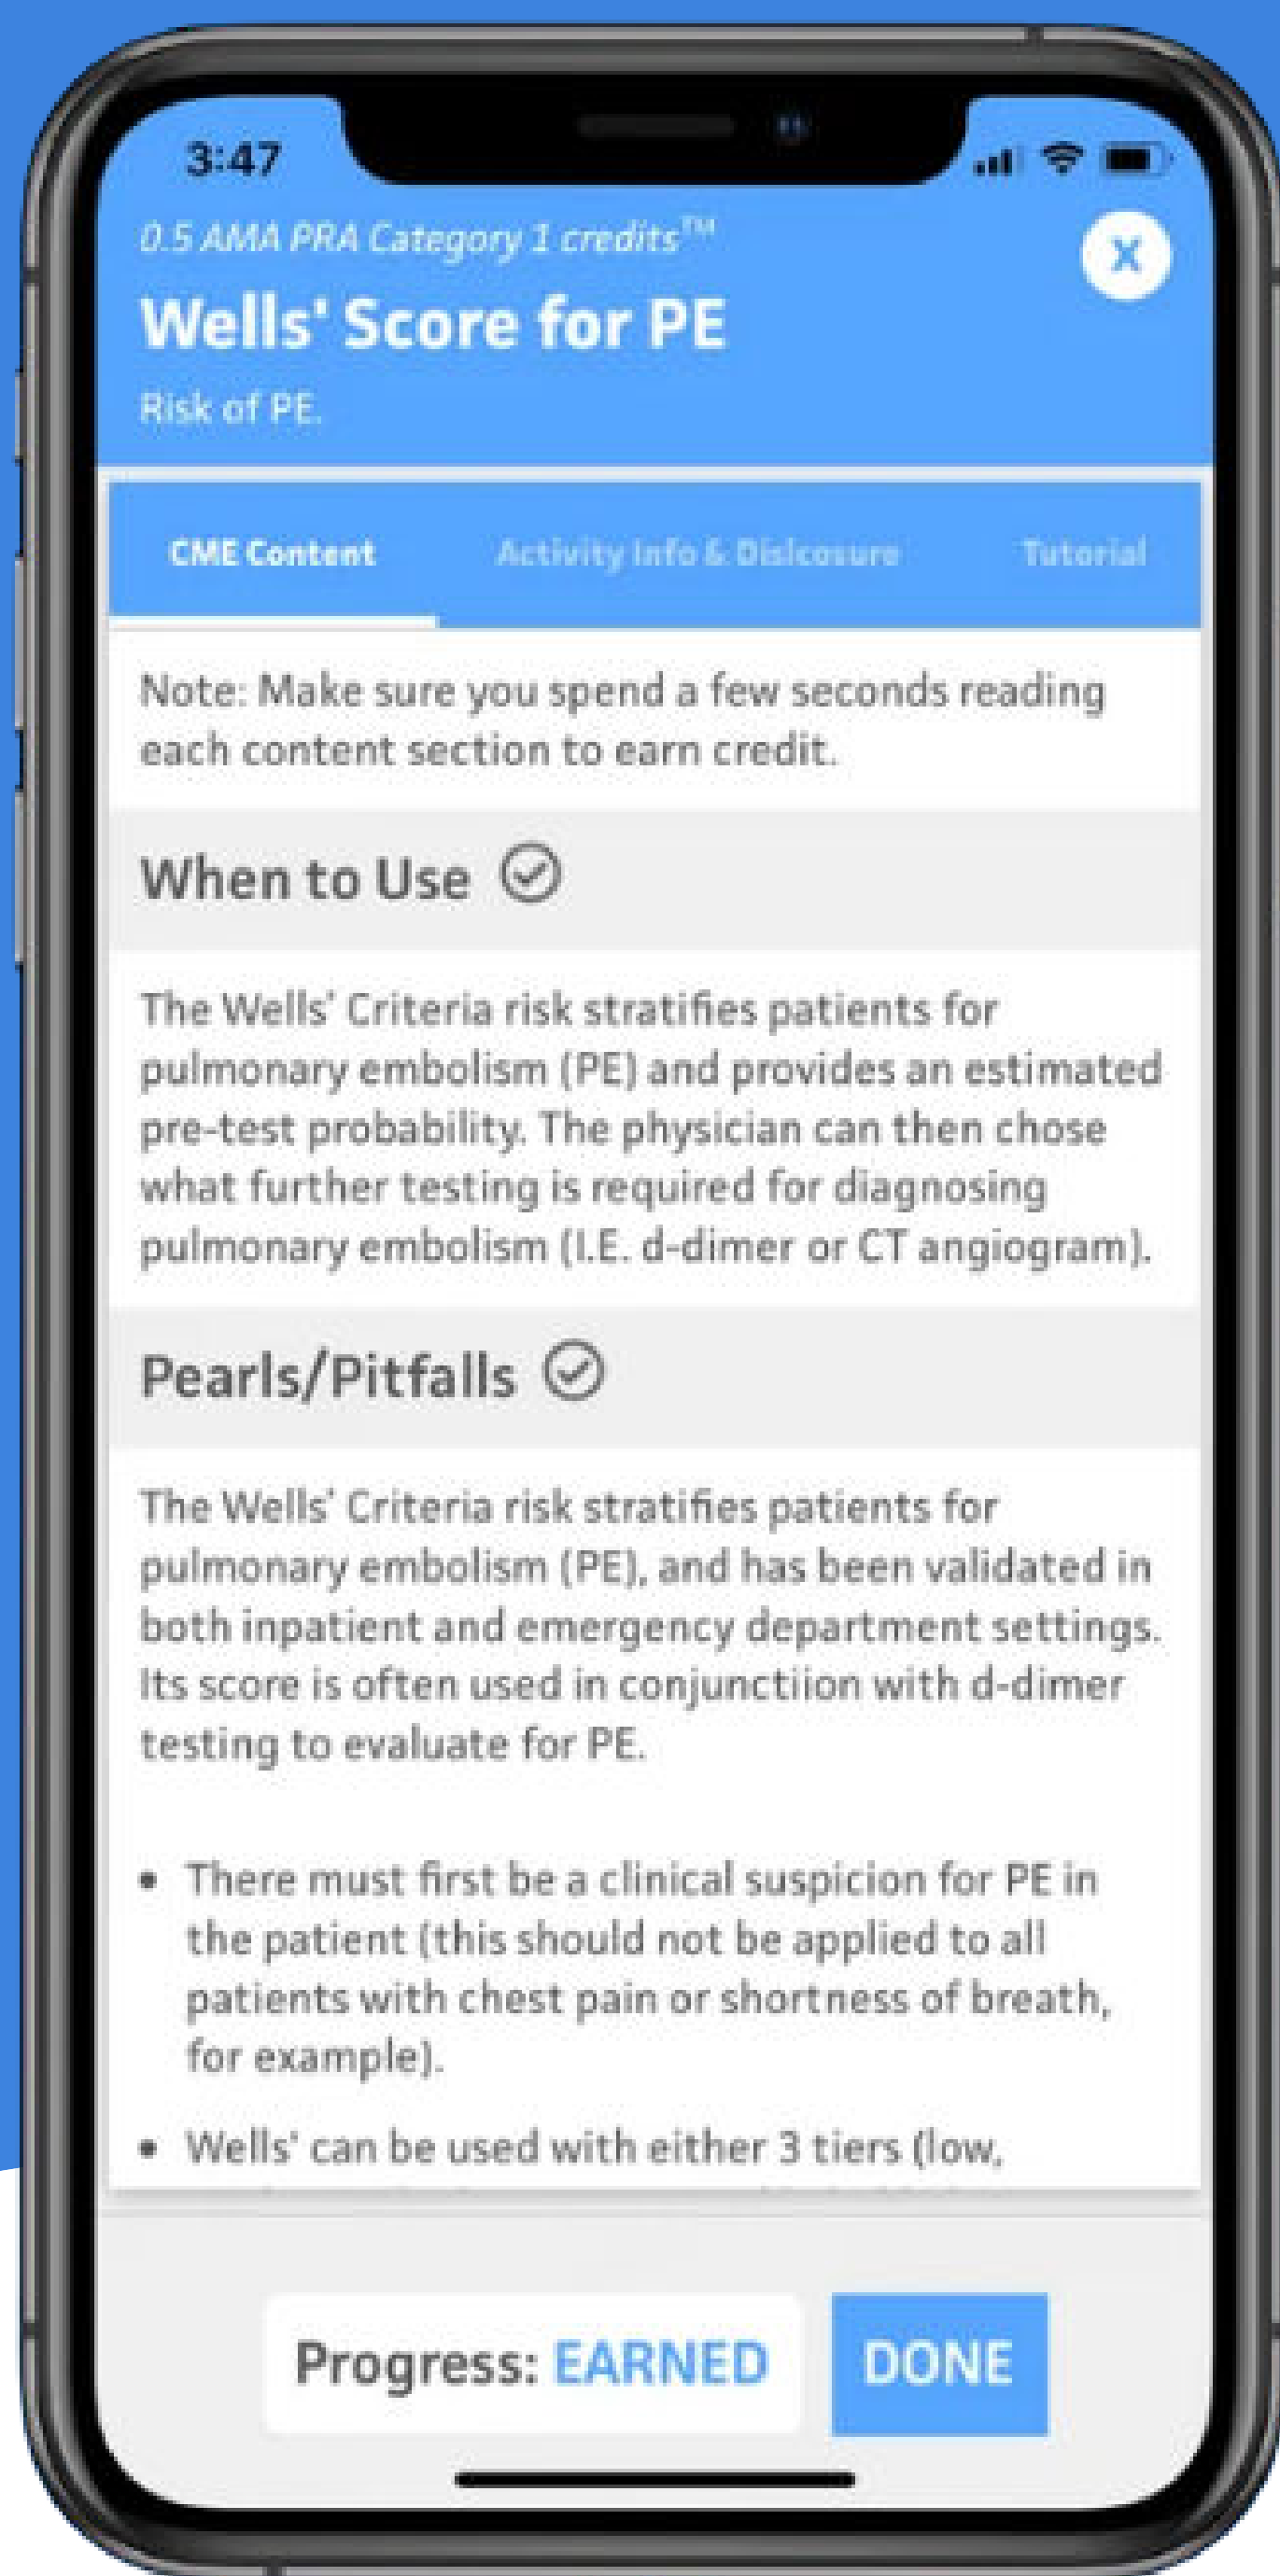 3:47
0.5 AMA PRA Category 1 credits™
X
Wells' Score for PE
Risk of PE.
CME Content Activity Info & Dislcosure Tutorial
Note: Make sure you spend a few seconds reading
each content section to earn credit.
When to Use
The Wells' Criteria risk stratifies patients for
pulmonary embolism (PE) and provides an estimated
pre-test probability. The physician can then chose
what further testing is required for diagnosing
pulmonary embolism (I.E. d-dimer or CT angiogram).
Pearls/Pitfalls
The Wells' Criteria risk stratifies patients for
pulmonary embolism (PE), and has been validated in
both inpatient and emergency department settings.
Its score is often used in conjunctiion with d-dimer
testing to evaluate for PE.
• There must first be a clinical suspicion for PE in
the patient (this should not be applied to all
patients with chest pain or shortness of breath,
for example).
• Wells' can be used with either 3 tiers (low,
Progress: EARNED DONE